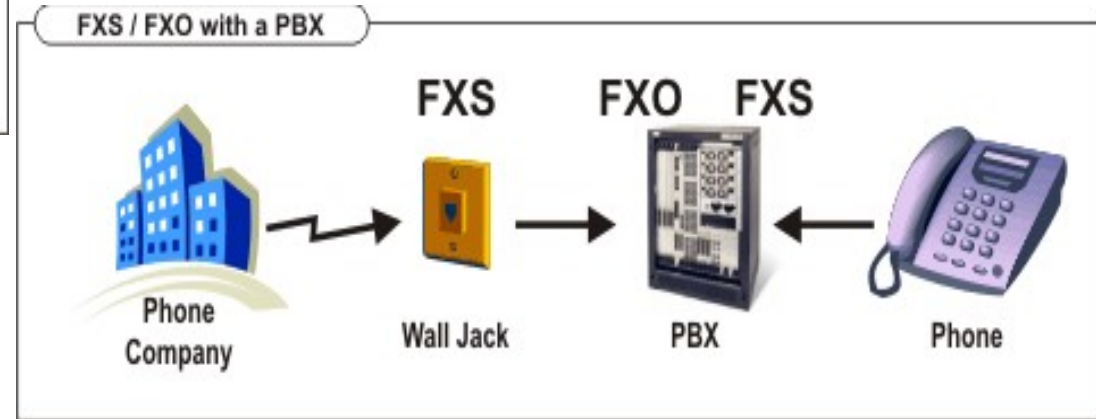 FXS / FXO with a PBX
FXS FXO FXS
Phone
Company
Wall Jack
PBX
Phone